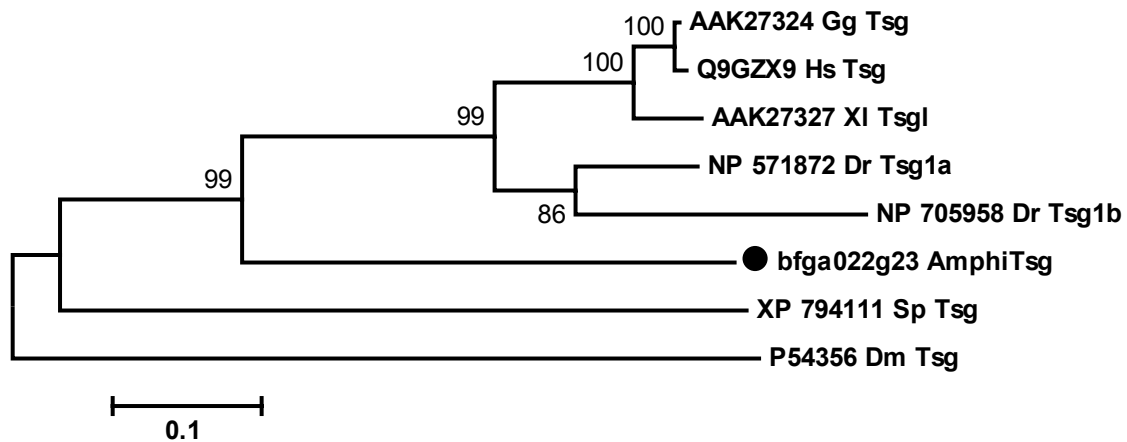 100
AAK27324 Gg Tsg
100
Q9GZX9 Hs Tsg
99
AAK27327 Xl Tsgl
NP 571872 Dr Tsg1a
99
86
NP 705958 Dr Tsg1b
bfga022g23 AmphiTsg
XP 794111 Sp Tsg
P54356 Dm Tsg
0.1